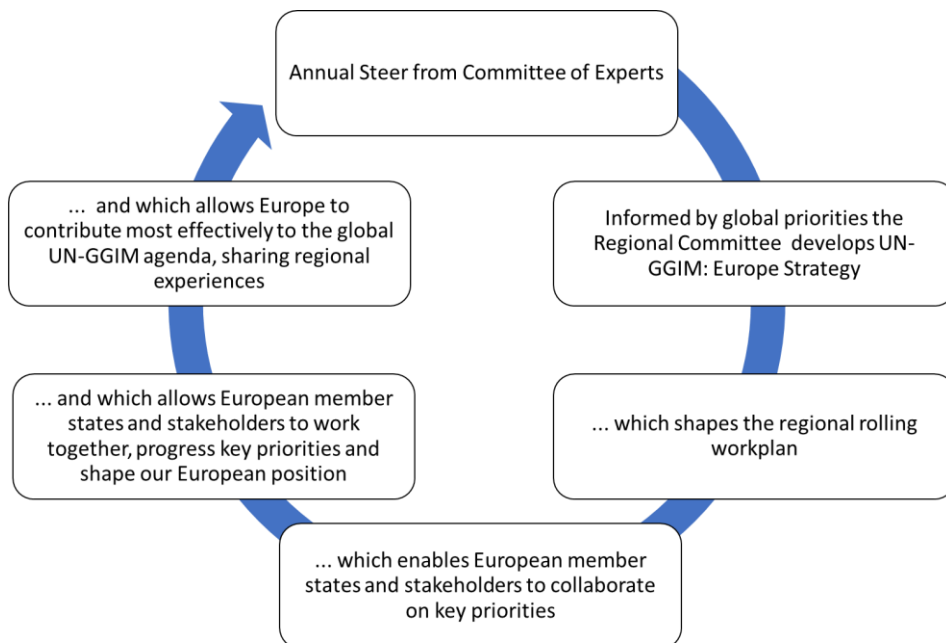 Annual Steer from Committee of Experts
Informed by global priorities the
Regional Committee develops UN-
GGIM: Europe Strategy
... which shapes the regional rolling
workplan
... which enables European member
states and stakeholders to collaborate
on key priorities
... and which allows European member
states and stakeholders to work
together, progress key priorities and
shape our European position
... and which allows Europe to
contribute most effectively to the global
UN-GGIM agenda, sharing regional
experiences